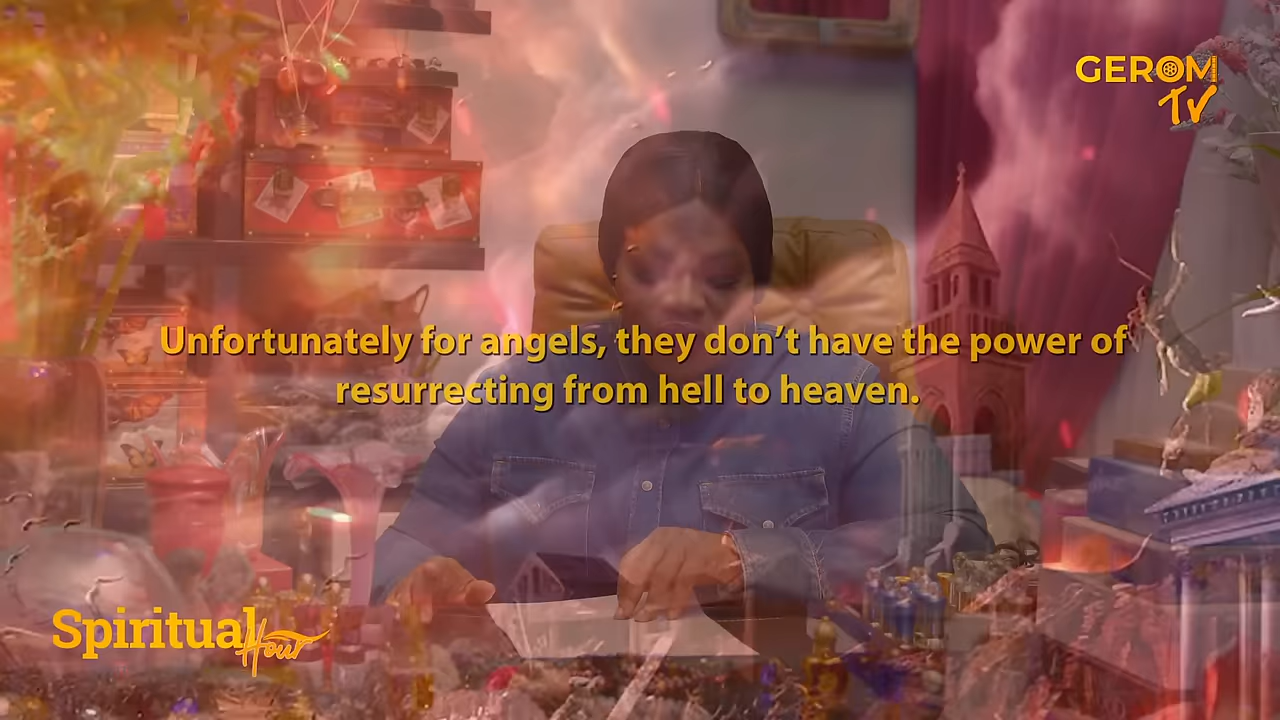 GEROM
TV
Unfortunately for angels, they don't have the power of
resurrecting from hell to heaven.
Spiritual
Hour